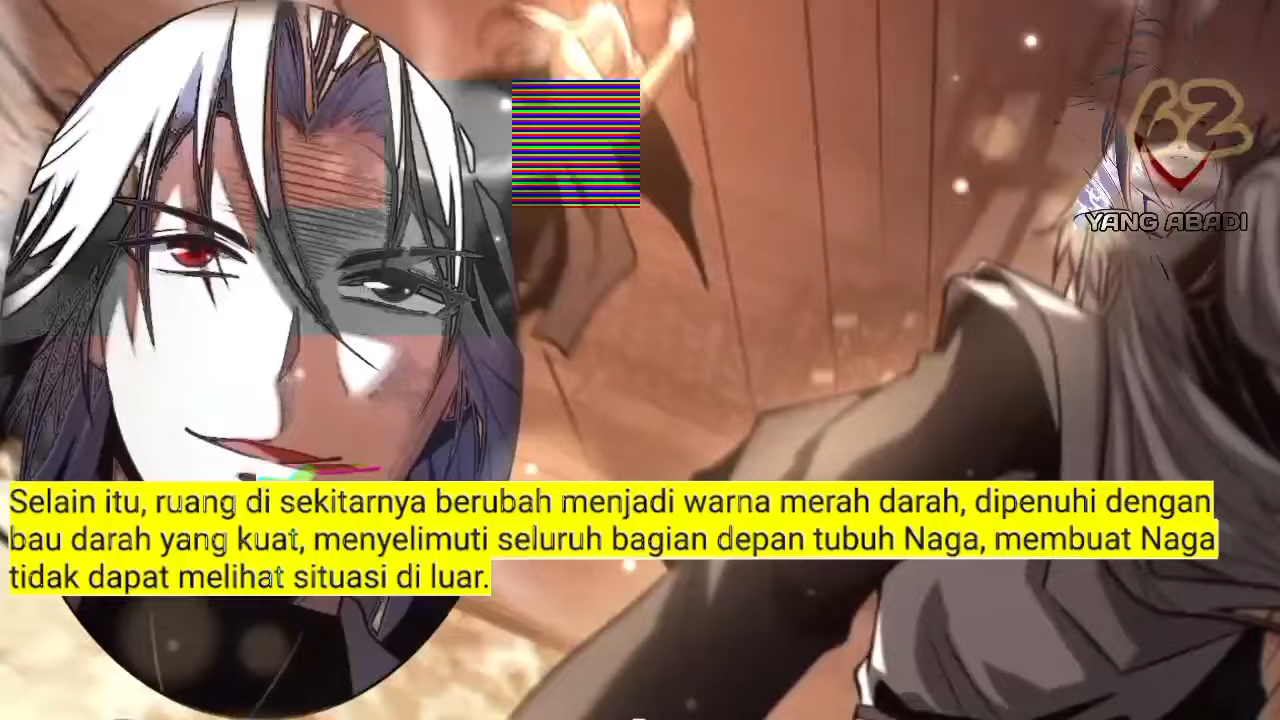 62
YANG ABADI
Selain itu, ruang di sekitarnya berubah menjadi warna merah darah, dipenuhi dengan
bau darah yang kuat, menyelimuti seluruh bagian depan tubuh Naga, membuat Naga
tidak dapat melihat situasi di luar.